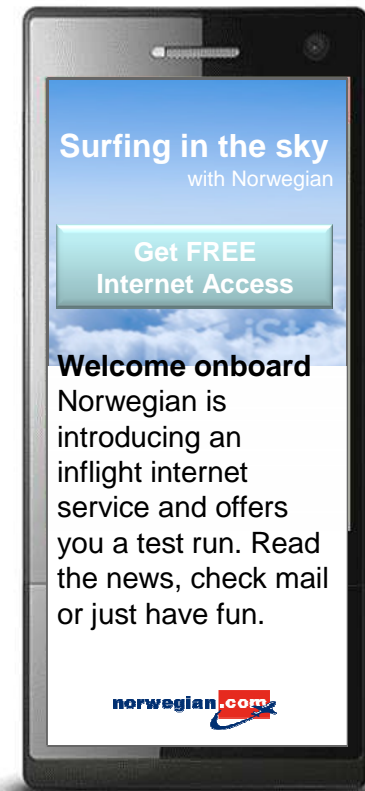 Surfing in the sky
with Norwegian
Get FREE
Internet Access
iSto
Welcome onboard
Norwegian is
introducing an
inflight internet
service and offers
you a test run. Read
the news, check mail
or just have fun.
norwegian.com